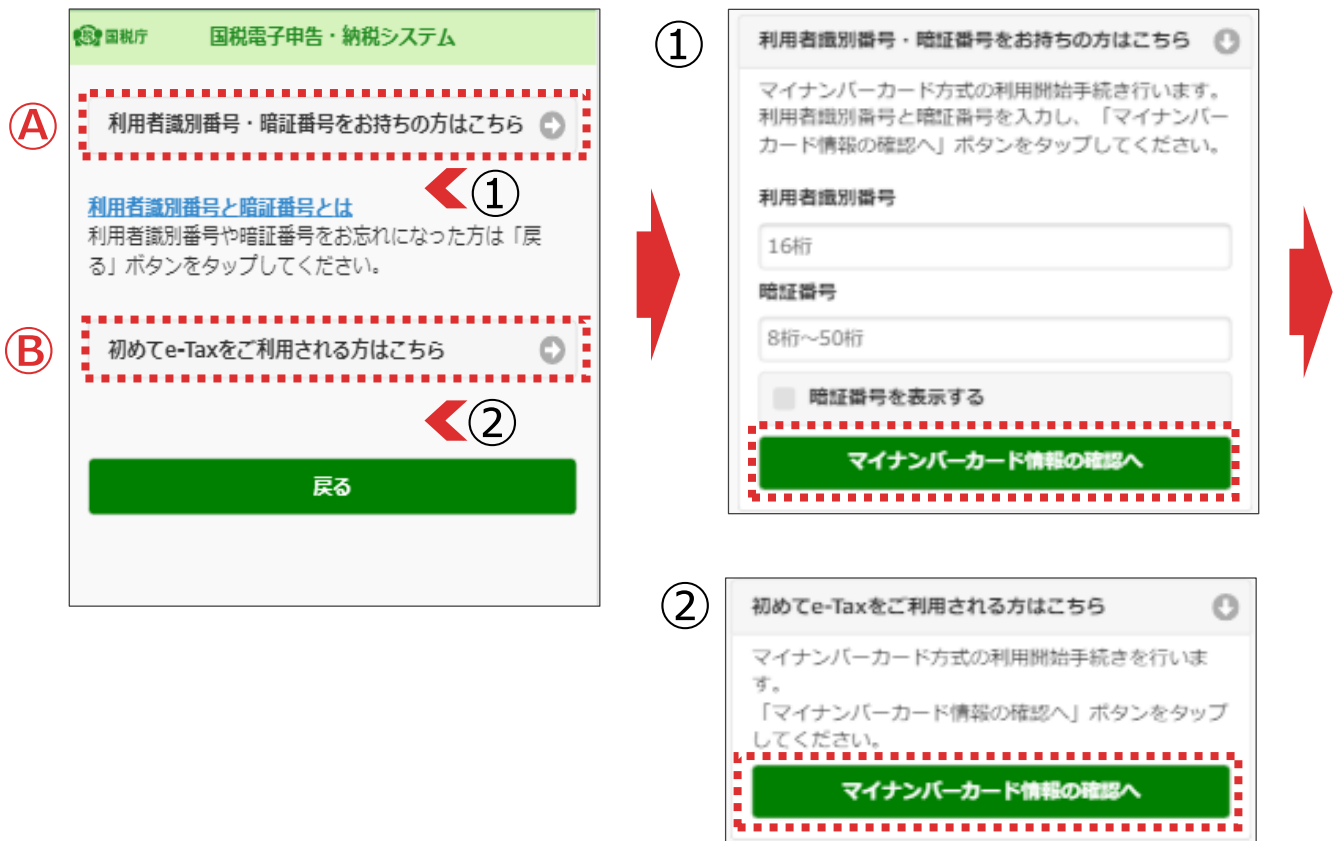 国税庁 国税電子申告・納税システム
Ⓐ
利用者識別番号・暗証番号をお持ちの方はこちら
①
利用者識別番号と暗証番号とは
利用者識別番号や暗証番号をお忘れになった方は「戻
る」ボタンをタップしてください。
Ⓑ
初めてe-Taxをご利用される方はこちら
②
戻る
①
利用者識別番号・暗証番号をお持ちの方はこちら
マイナンバーカード方式の利用開始手続き行います。
利用者識別番号と暗証番号を入力し、「マイナンバー
カード情報の確認へ」ボタンをタップしてください。
利用者識別番号
16桁
暗証番号
8桁～50桁
暗証番号を表示する
マイナンバーカード情報の確認へ
②
初めてe-Taxをご利用される方はこちら
マイナンバーカード方式の利用開始手続きを行いま
す。
「マイナンバーカード情報の確認へ」ボタンをタップ
してください。
マイナンバーカード情報の確認へ